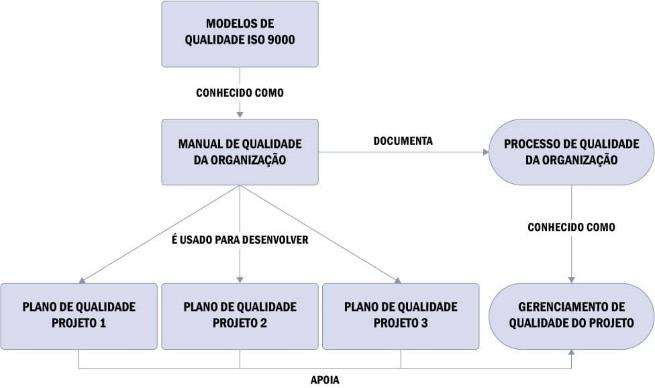 MODELOS DE
QUALIDADE ISO 9000
CONHECIDO COMO
MANUAL DE QUALIDADE
DA ORGANIZAÇÃO
DOCUMENTA
PROCESSO DE QUALIDADE
DA ORGANIZAÇÃO
É USADO PARA DESENVOLVER
CONHECIDO COMO
PLANO DE QUALIDADE
PROJETO 1
PLANO DE QUALIDADE
PROJETO 2
PLANO DE QUALIDADE
PROJETO 3
GERENCIAMENTO DE
QUALIDADE DO PROJETO
APOIA